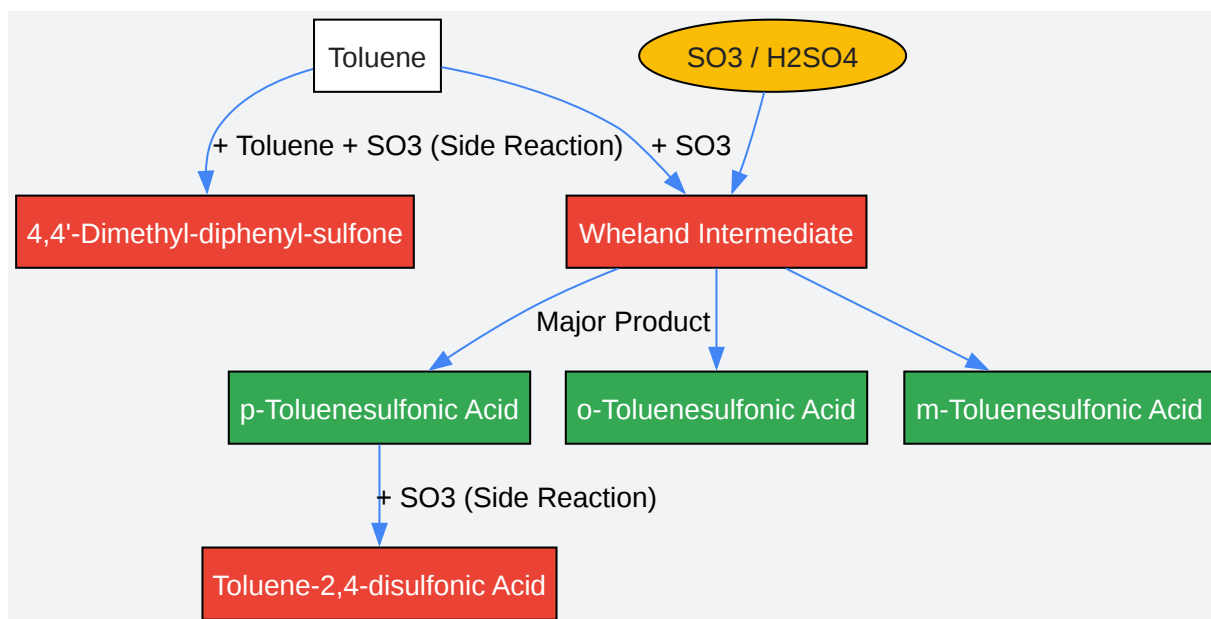 Toluene
SO3 / H2SO4
+ Toluene + SO3 (Side Reaction)
+ SO3
4,4'-Dimethyl-diphenyl-sulfone
Wheland Intermediate
Major Product
p-Toluenesulfonic Acid
o-Toluenesulfonic Acid
m-Toluenesulfonic Acid
+ SO3 (Side Reaction)
Toluene-2,4-disulfonic Acid